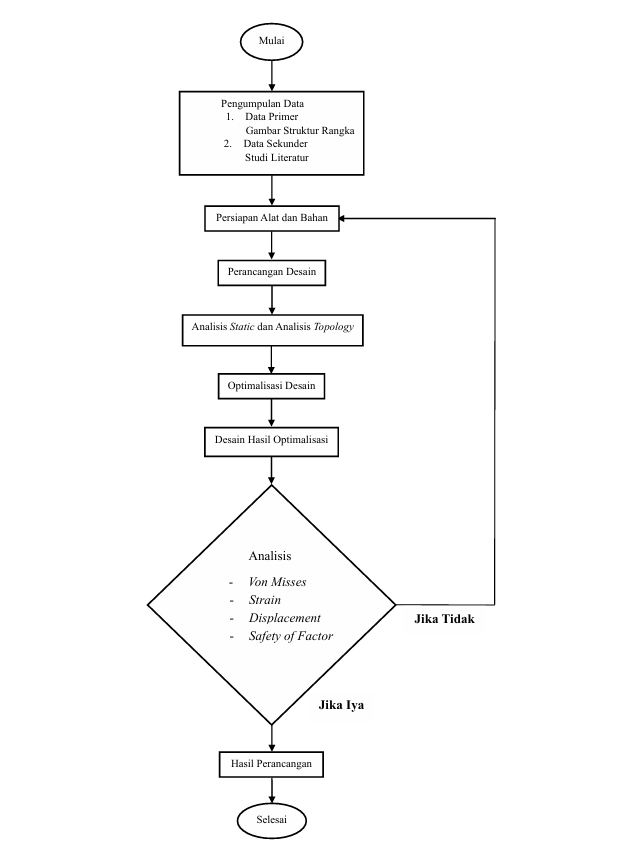 Mulai
Pengumpulan Data
1. Data Primer
Gambar Struktur Rangka
2. Data Sekunder
Studi Literatur
Persiapan Alat dan Bahan
Perancangan Desain
Analisis Static dan Analisis Topology
Optimalisasi Desain
Desain Hasil Optimalisasi
Analisis
- Von Misses
- Strain
- Displacement
- Safety of Factor
Jika Tidak
Jika Iya
Hasil Perancangan
Selesai